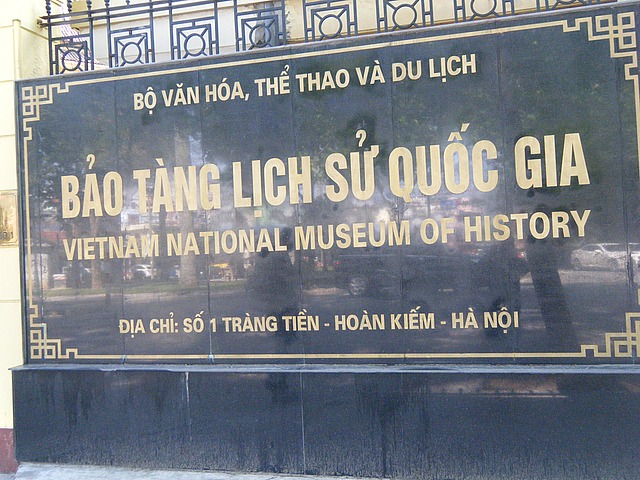 BỘ VĂN HÓA, THỂ THAO VÀ DU LỊCH
BẢO TÀNG LỊCH SỬ QUỐC GIA
VIETNAM NATIONAL MUSEUM OF HISTORY
ĐỊA CHỈ: SỐ 1 TRÀNG TIỀN - HOÀN KIẾM - HÀ NỘI